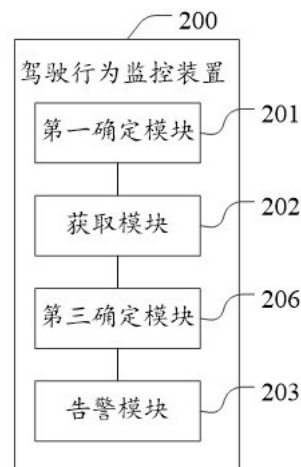 200
驾驶行为监控装置
第一确定模块
201
获取模块
202
第三确定模块
206
告警模块
203